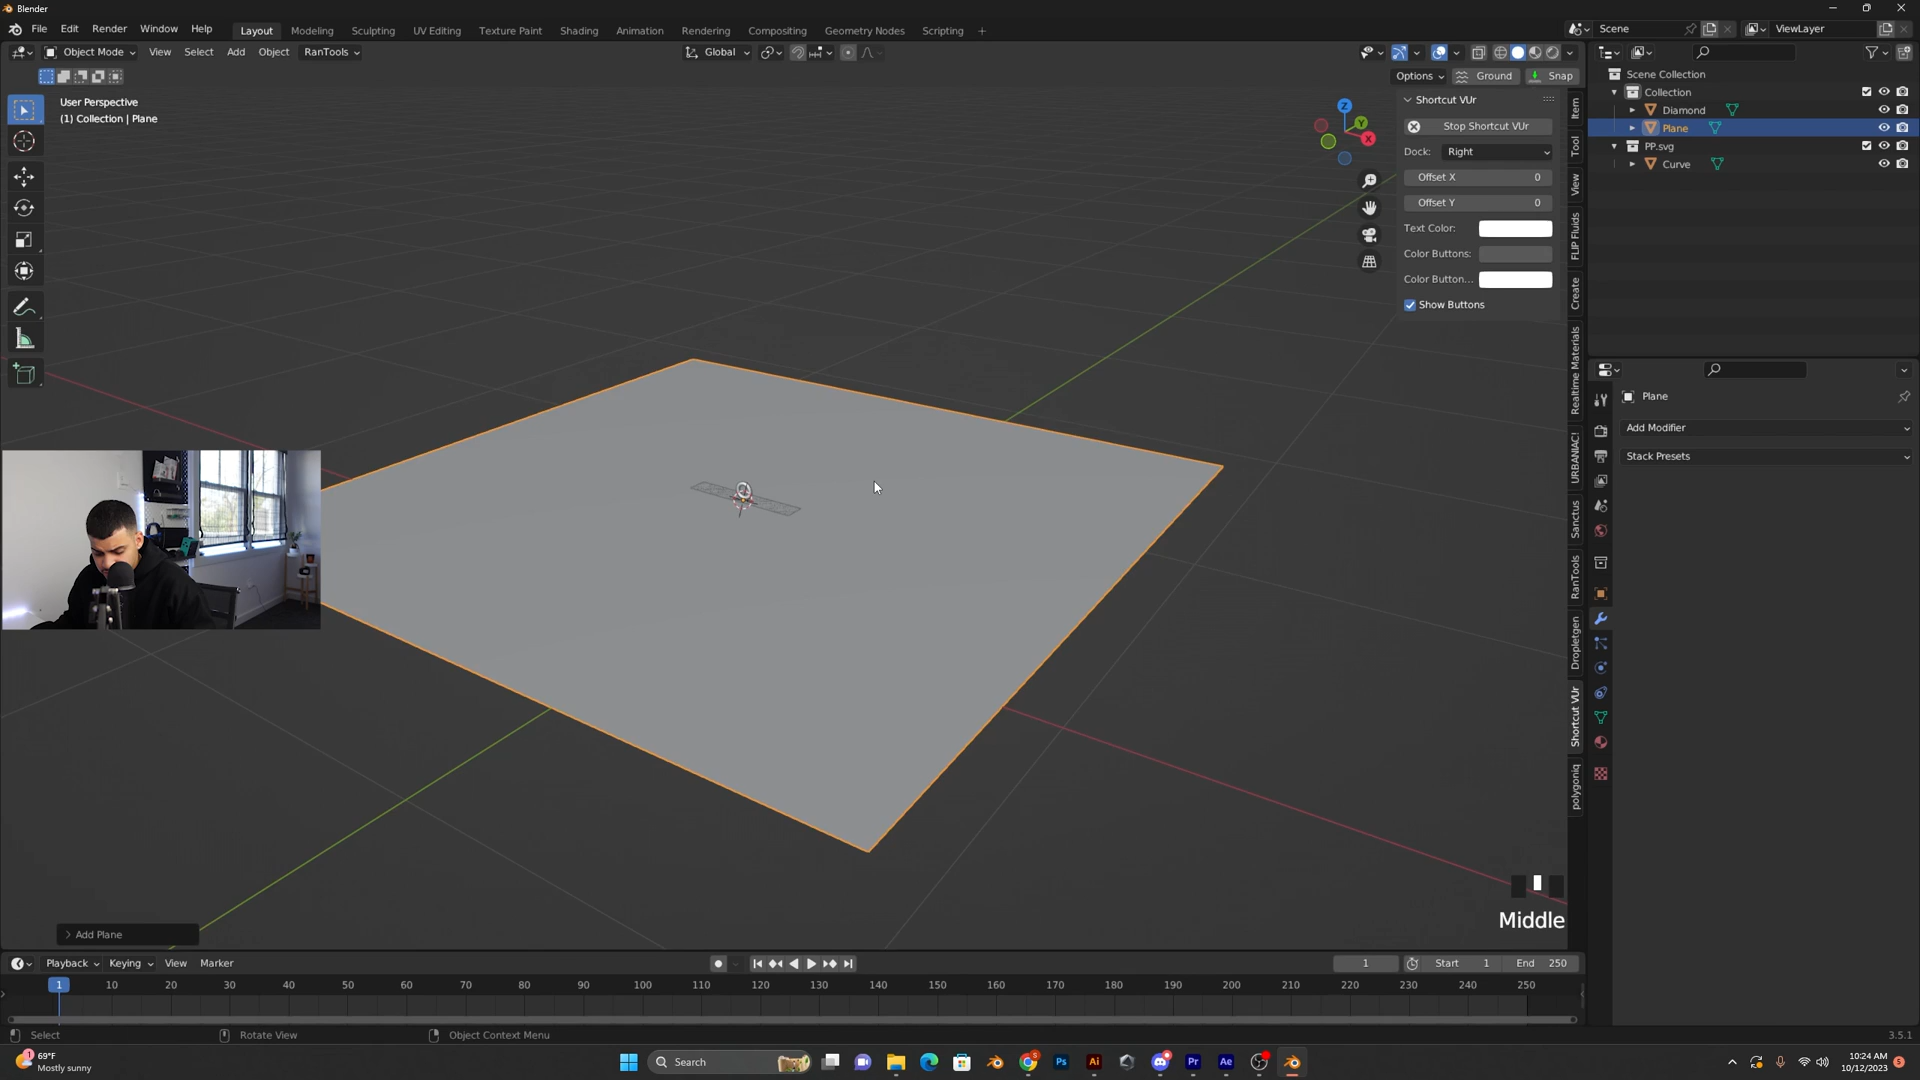 Blender
File Edit Render Window Help Layout Modeling Sculpting UV Editing Texture Paint Shading Animation Rendering Compositing Geometry Nodes Scripting + Scene ViewLayer
Object Mode View Select Add Object RanTools Global
Options Ground Snap
User Perspective
(1) Collection | Plane
Z
Y
X
Shortcut VUr
Stop Shortcut VUr
Dock: Right
Offset X 0
Offset Y 0
Text Color:
Color Buttons:
Color Button...
Show Buttons
Item
Tool
View
FLIP Fluids
Create
Realtime Materials
URBANIAC!
Sanctus
RanTools
Dropletgen
Shortcut VUr
polygoniq
Scene Collection
Collection
Diamond
Plane
PP.svg
Curve
Plane
Add Modifier
Stack Presets
Middle
Add Plane
Playback Keying View Marker 1 Start 1 End 250
1 10 20 30 40 50 60 70 80 90 100 110 120 130 140 150 160 170 180 190 200 210 220 230 240 250
Select Rotate View Object Context Menu 3.5.1
1 69°F
Mostly sunny
Search
S
Ps
Ai
Pr
Ae
10:24 AM
10/12/2023
5